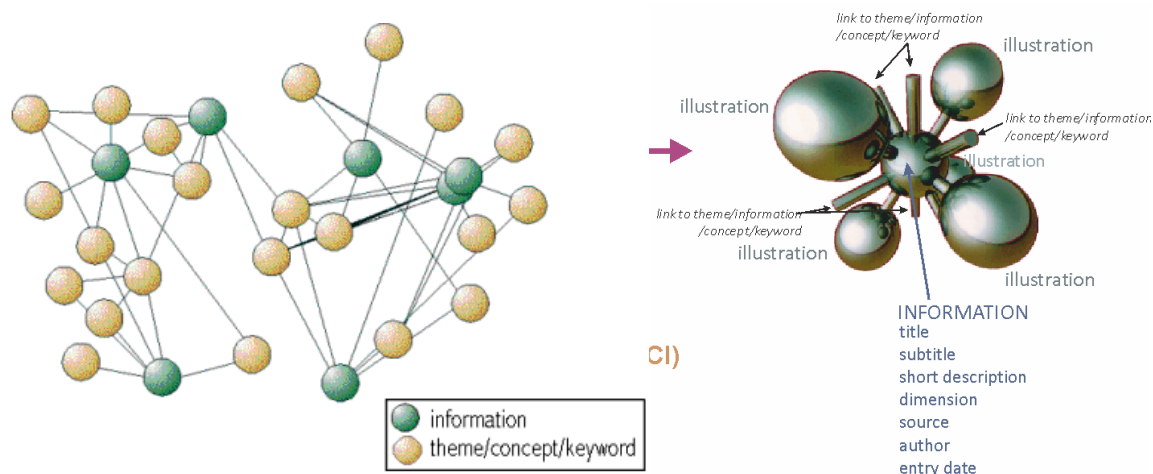 link to theme/information
/concept/keyword
illustration
illustration
link to theme/information
/concept/keyword
illustration
link to theme/information
/concept/keyword
illustration
illustration
INFORMATION
title
subtitle
short description
dimension
source
author
entry date
CI)
information
theme/concept/keyword